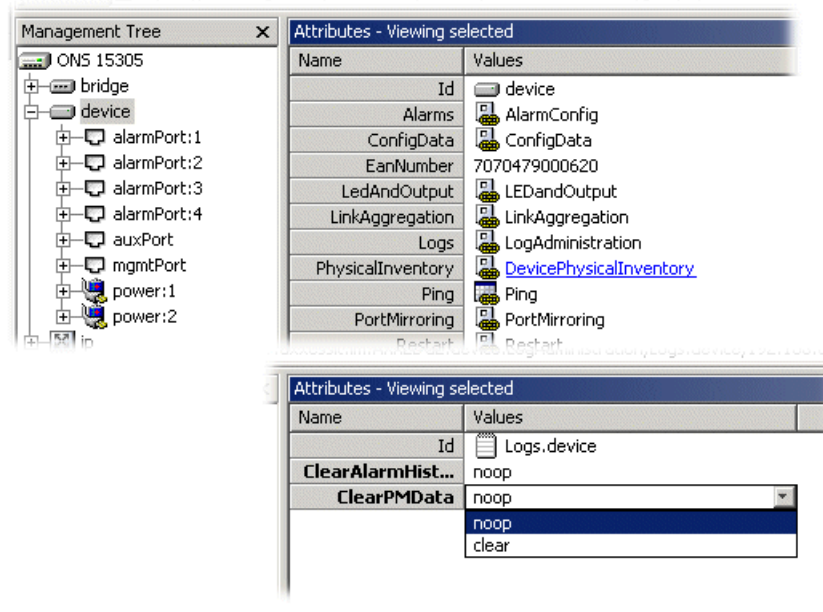 Management Tree
ONS 15305
bridge
device
alarmPort:1
alarmPort:2
alarmPort:3
alarmPort:4
auxPort
mgmtPort
power:1
power:2
ip
Attributes - Viewing selected
Name Values
Id device
Alarms AlarmConfig
ConfigData ConfigData
EanNumber 7070479000620
LedAndOutput LEDandOutput
LinkAggregation LinkAggregation
Logs LogAdministration
PhysicalInventory DevicePhysicalInventory
Ping Ping
PortMirroring PortMirroring
Restart Restart
Attributes - Viewing selected
Name Values
Id Logs.device
ClearAlarmHist... noop
ClearPMData noop
noop
clear